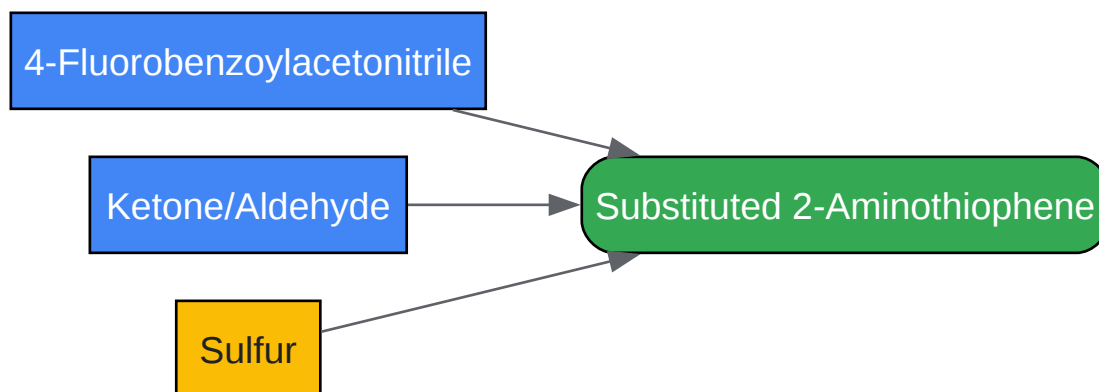 4-Fluorobenzoylacetonitrile
Ketone/Aldehyde
Substituted 2-Aminothiophene
Sulfur